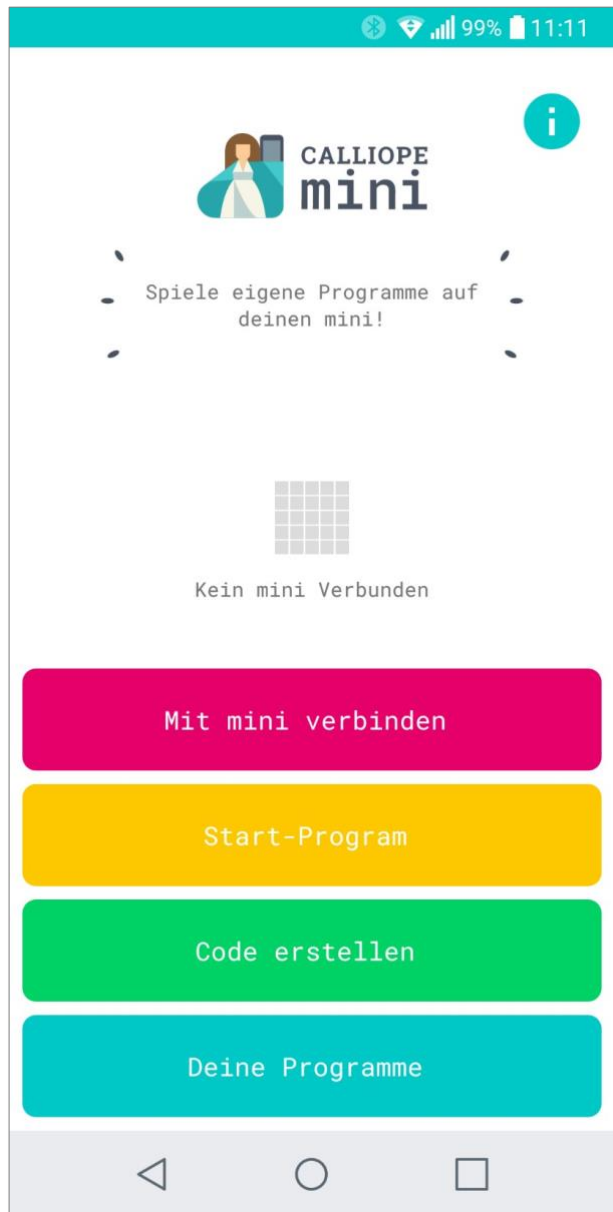 99% 11:11
i
CALLIOPE
mini
Spiele eigene Programme auf
deinen mini!
Kein mini Verbunden
Mit mini verbinden
Start-Program
Code erstellen
Deine Programme